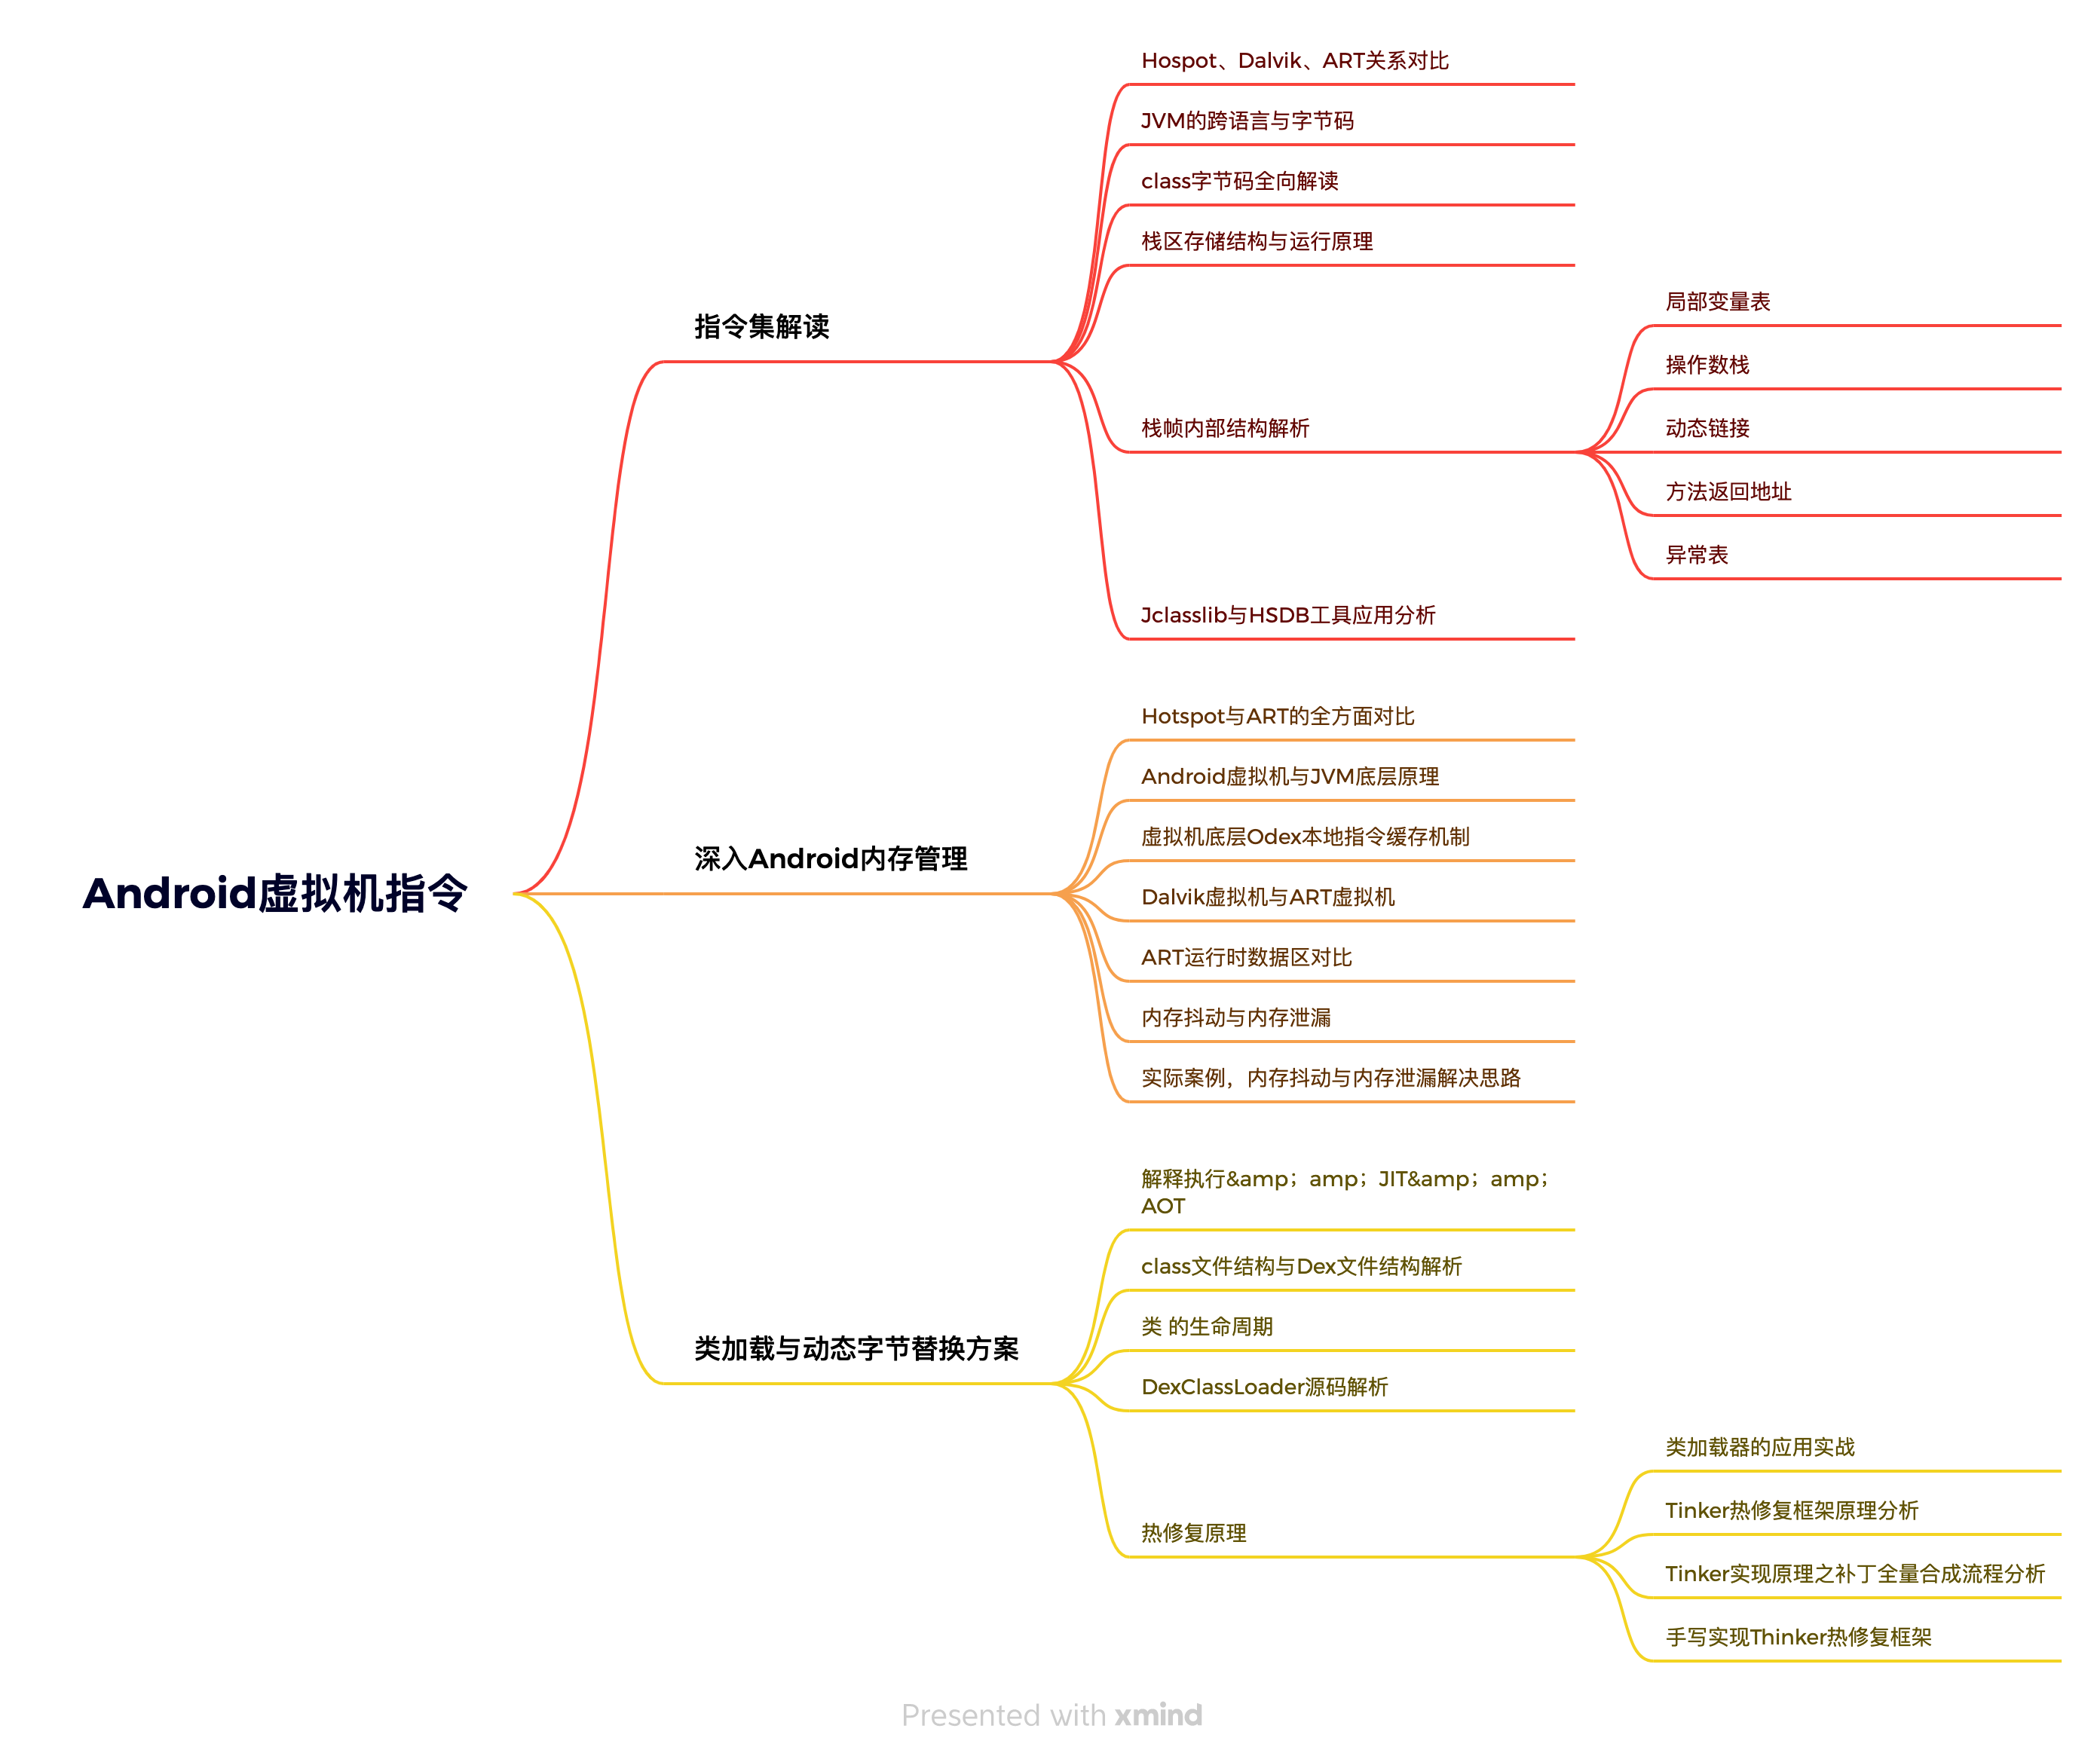 Android虚拟机指令
指令集解读
Hospot、Dalvik、ART关系对比
JVM的跨语言与字节码
class字节码全向解读
栈区存储结构与运行原理
栈帧内部结构解析
局部变量表
操作数栈
动态链接
方法返回地址
异常表
Jclasslib与HSDB工具应用分析
深入Android内存管理
Hotspot与ART的全方面对比
Android虚拟机与JVM底层原理
虚拟机底层Odex本地指令缓存机制
Dalvik虚拟机与ART虚拟机
ART运行时数据区对比
内存抖动与内存泄漏
实际案例，内存抖动与内存泄漏解决思路
类加载与动态字节替换方案
解释执行&amp；amp；JIT&amp；amp；
AOT
class文件结构与Dex文件结构解析
类 的生命周期
DexClassLoader源码解析
热修复原理
类加载器的应用实战
Tinker热修复框架原理分析
Tinker实现原理之补丁全量合成流程分析
手写实现Thinker热修复框架
Presented with xmind